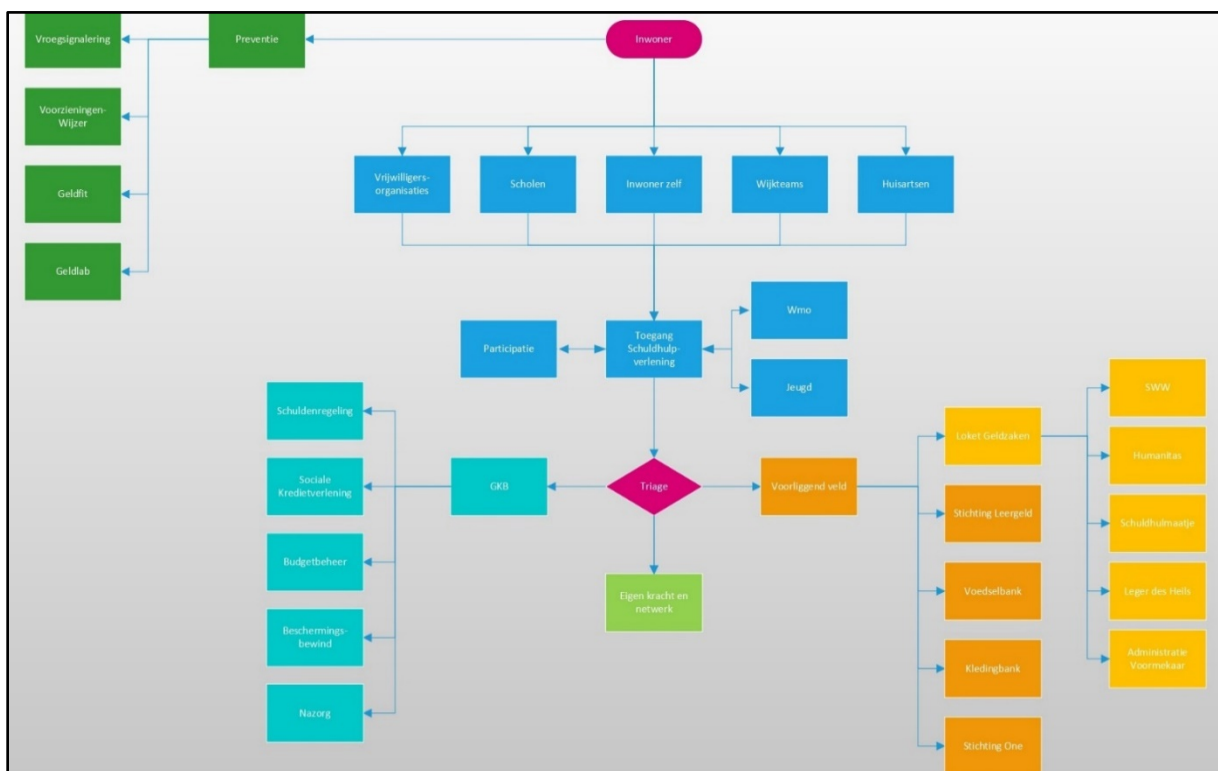 Vroegsignalering
Preventie
Inwoner
Voorzieningen-
Wijzer
Geldfit
Geldlab
Vrijwilligers-
organisaties
Scholen
Inwoner zelf
Wijkteams
Huisartsen
Participatie
Toegang
Schuldhulp-
verlening
Wmo
Jeugd
Schuldenregeling
Sociale
Kredietverlening
Budgetbeheer
Beschermings-
bewind
Nazorg
GKB
Triage
Eigen kracht en
netwerk
Voorliggend veld
Loket Geldzaken
Stichting Leergeld
Voedselbank
Kledingbank
Stichting One
SWW
Humanitas
Schuldhulmaatje
Leger des Heils
Administratie
Voormekaar